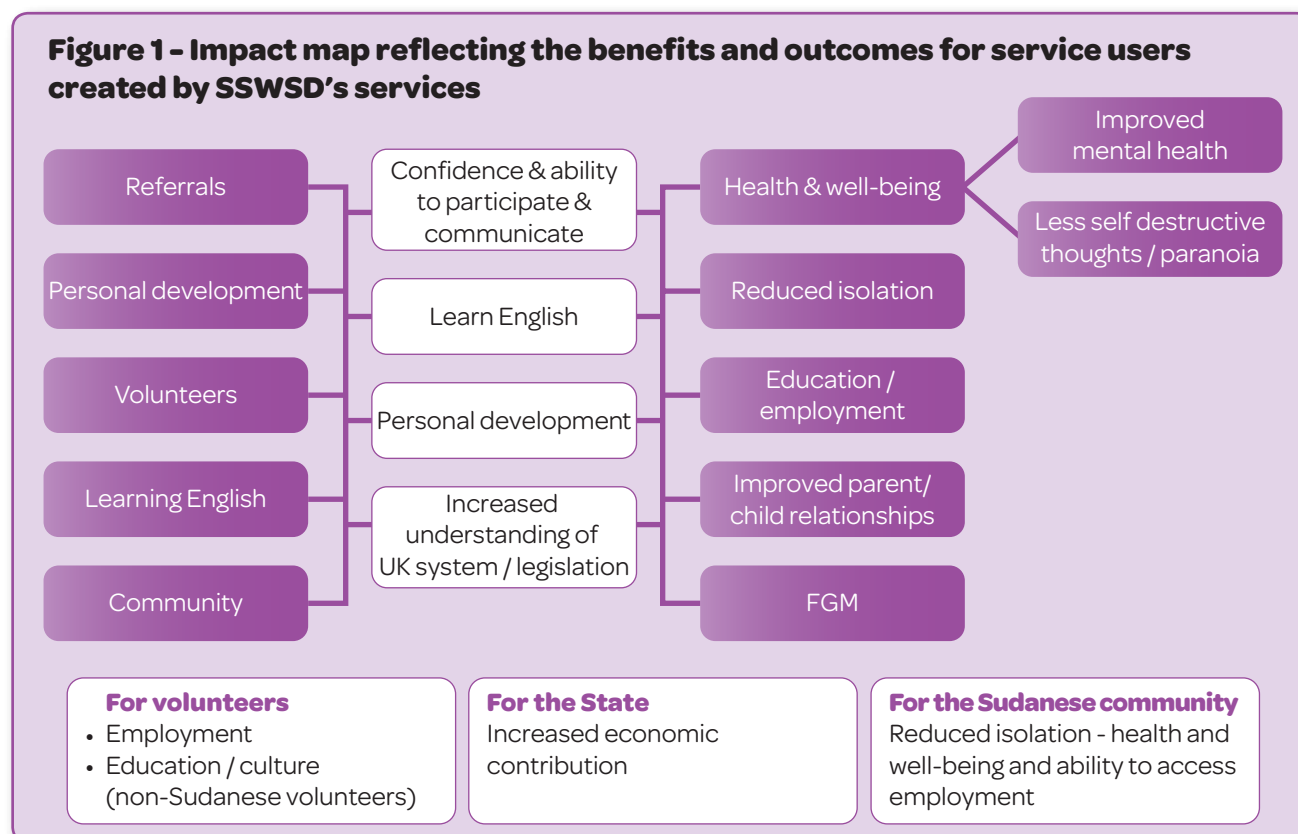 Figure 1 - Impact map reflecting the benefits and outcomes for service users
created by SSWSD's services
Referrals
Personal development
Volunteers
Learning English
Community
Confidence & ability
to participate &
communicate
Learn English
Personal development
Increased
understanding of
UK system / legislation
Health & well-being
Reduced isolation
Education /
employment
Improved parent/
child relationships
FGM
Improved
mental health
Less self destructive
thoughts / paranoia
For volunteers
• Employment
• Education / culture
(non-Sudanese volunteers)
For the State
Increased economic
contribution
For the Sudanese community
Reduced isolation - health and
well-being and ability to access
employment